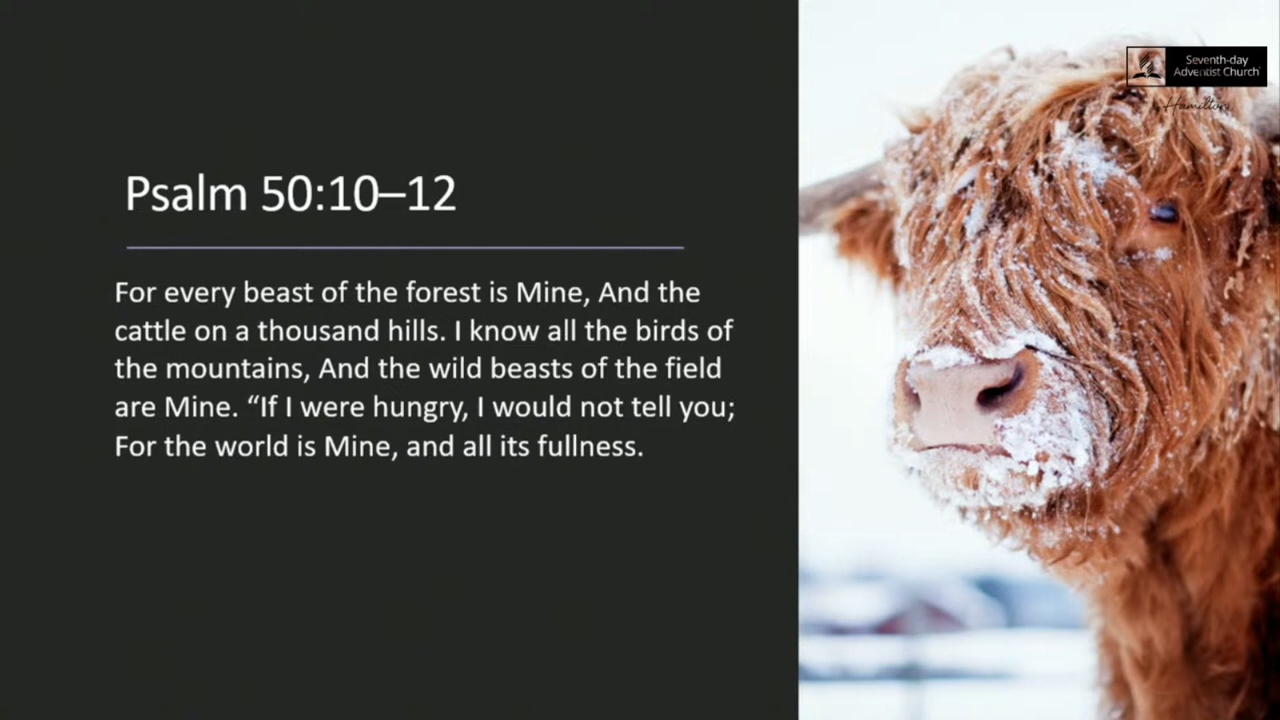 Seventh-day
Adventist Church
Hamilton
Psalm 50:10–12
For every beast of the forest is Mine, And the
cattle on a thousand hills. I know all the birds of
the mountains, And the wild beasts of the field
are Mine. “If I were hungry, I would not tell you;
For the world is Mine, and all its fullness.